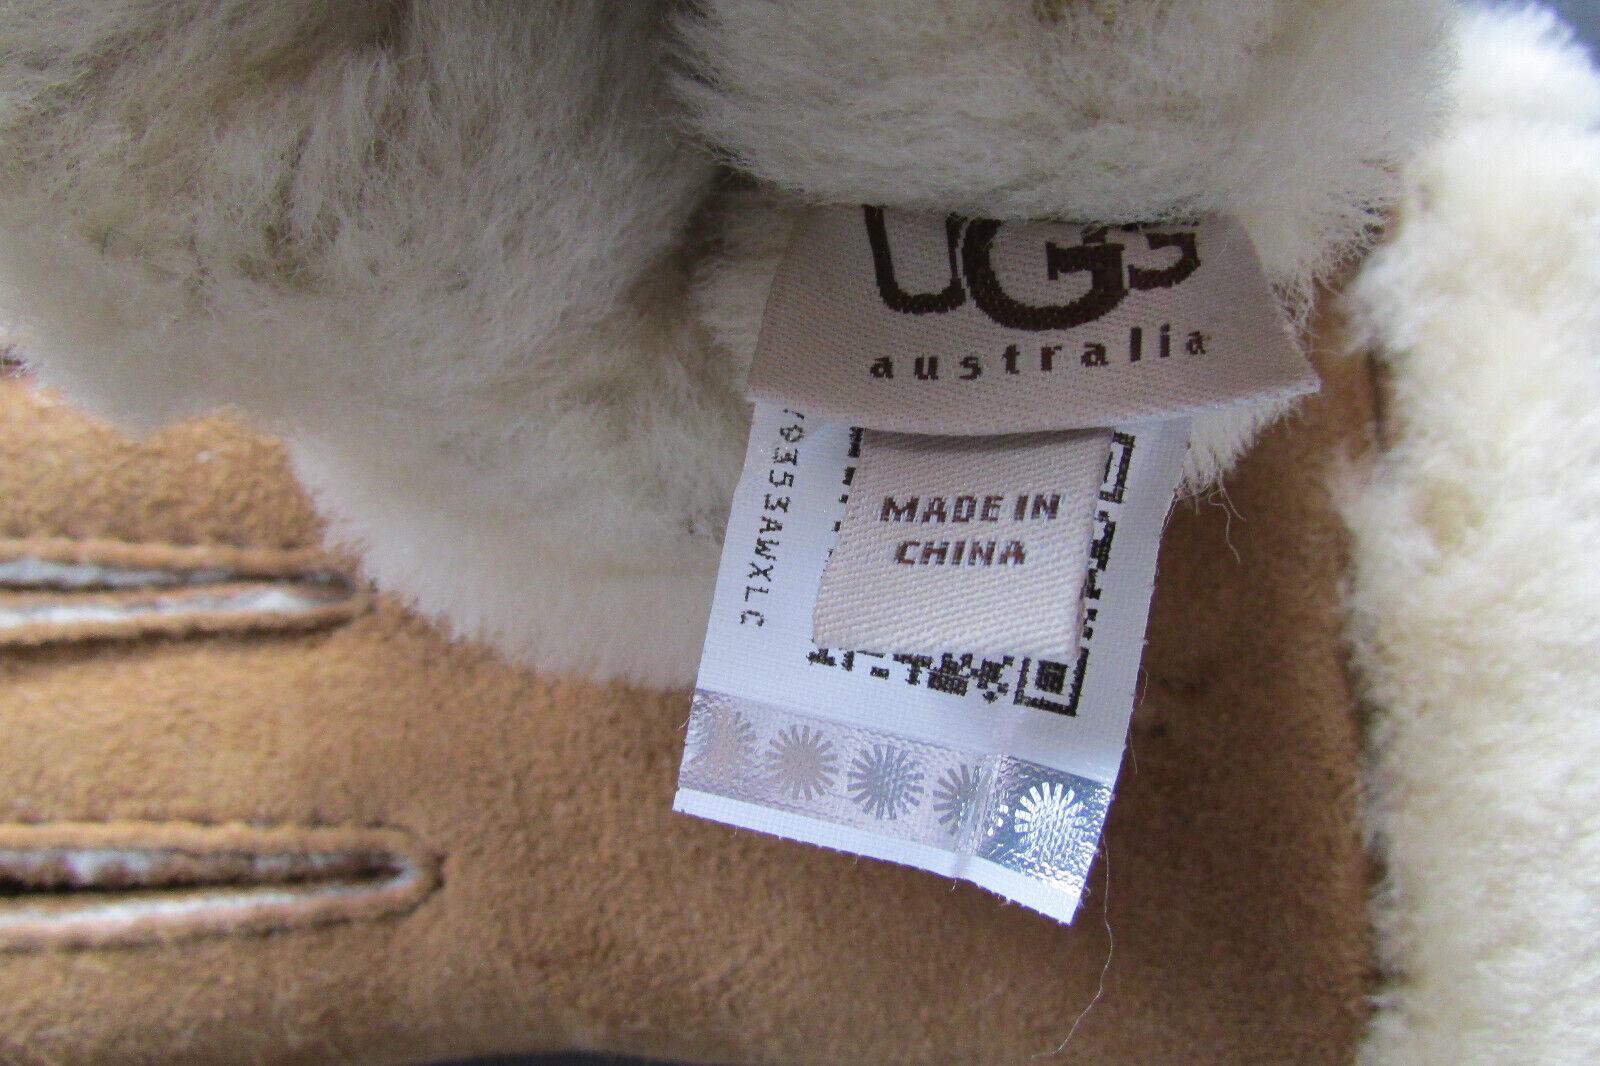 UGG
australia
MADE IN
CHINA
0353AWXLC